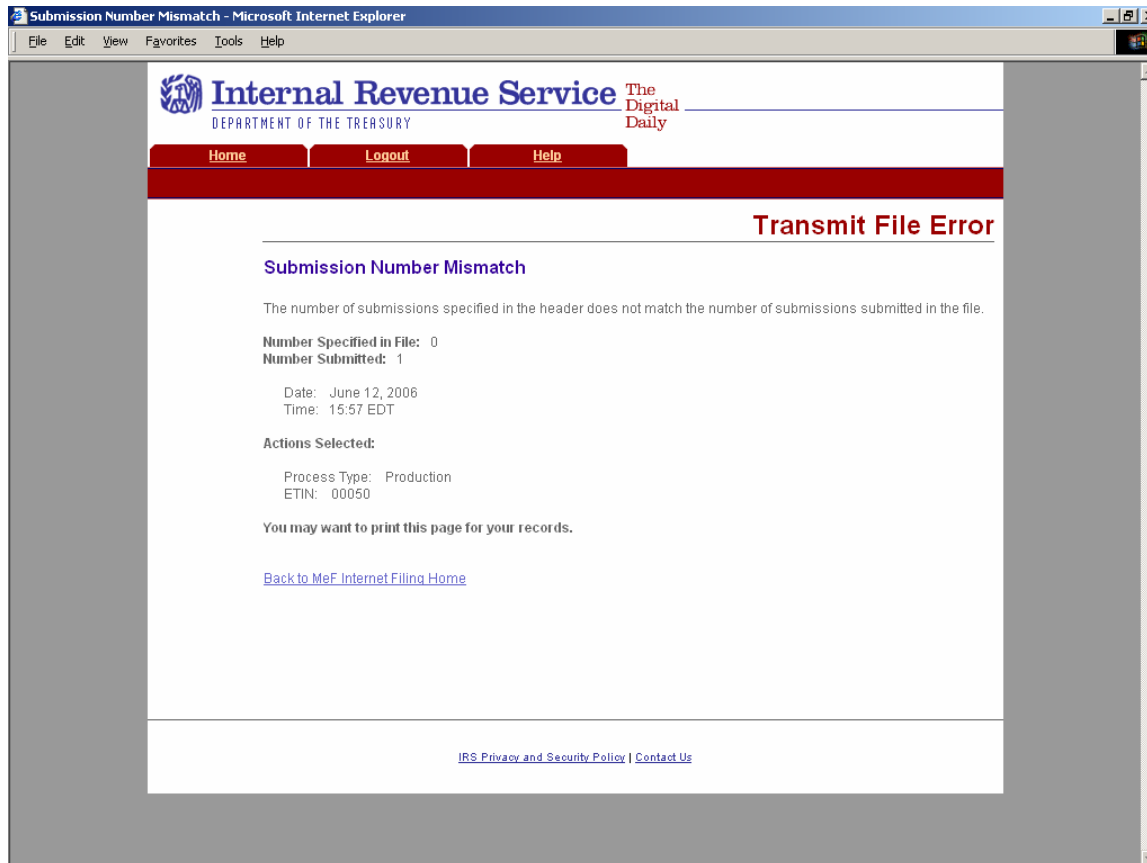 Submission Number Mismatch - Microsoft Internet Explorer
File Edit View Favorites Tools Help
Internal Revenue Service
DEPARTMENT OF THE TREASURY
The
Digital
Daily
Home Logout Help
Transmit File Error
Submission Number Mismatch
The number of submissions specified in the header does not match the number of submissions submitted in the file.
Number Specified in File: 0
Number Submitted: 1
Date: June 12, 2006
Time: 15:57 EDT
Actions Selected:
Process Type: Production
ETIN: 00050
You may want to print this page for your records.
Back to MeF Internet Filing Home
IRS Privacy and Security Policy | Contact Us